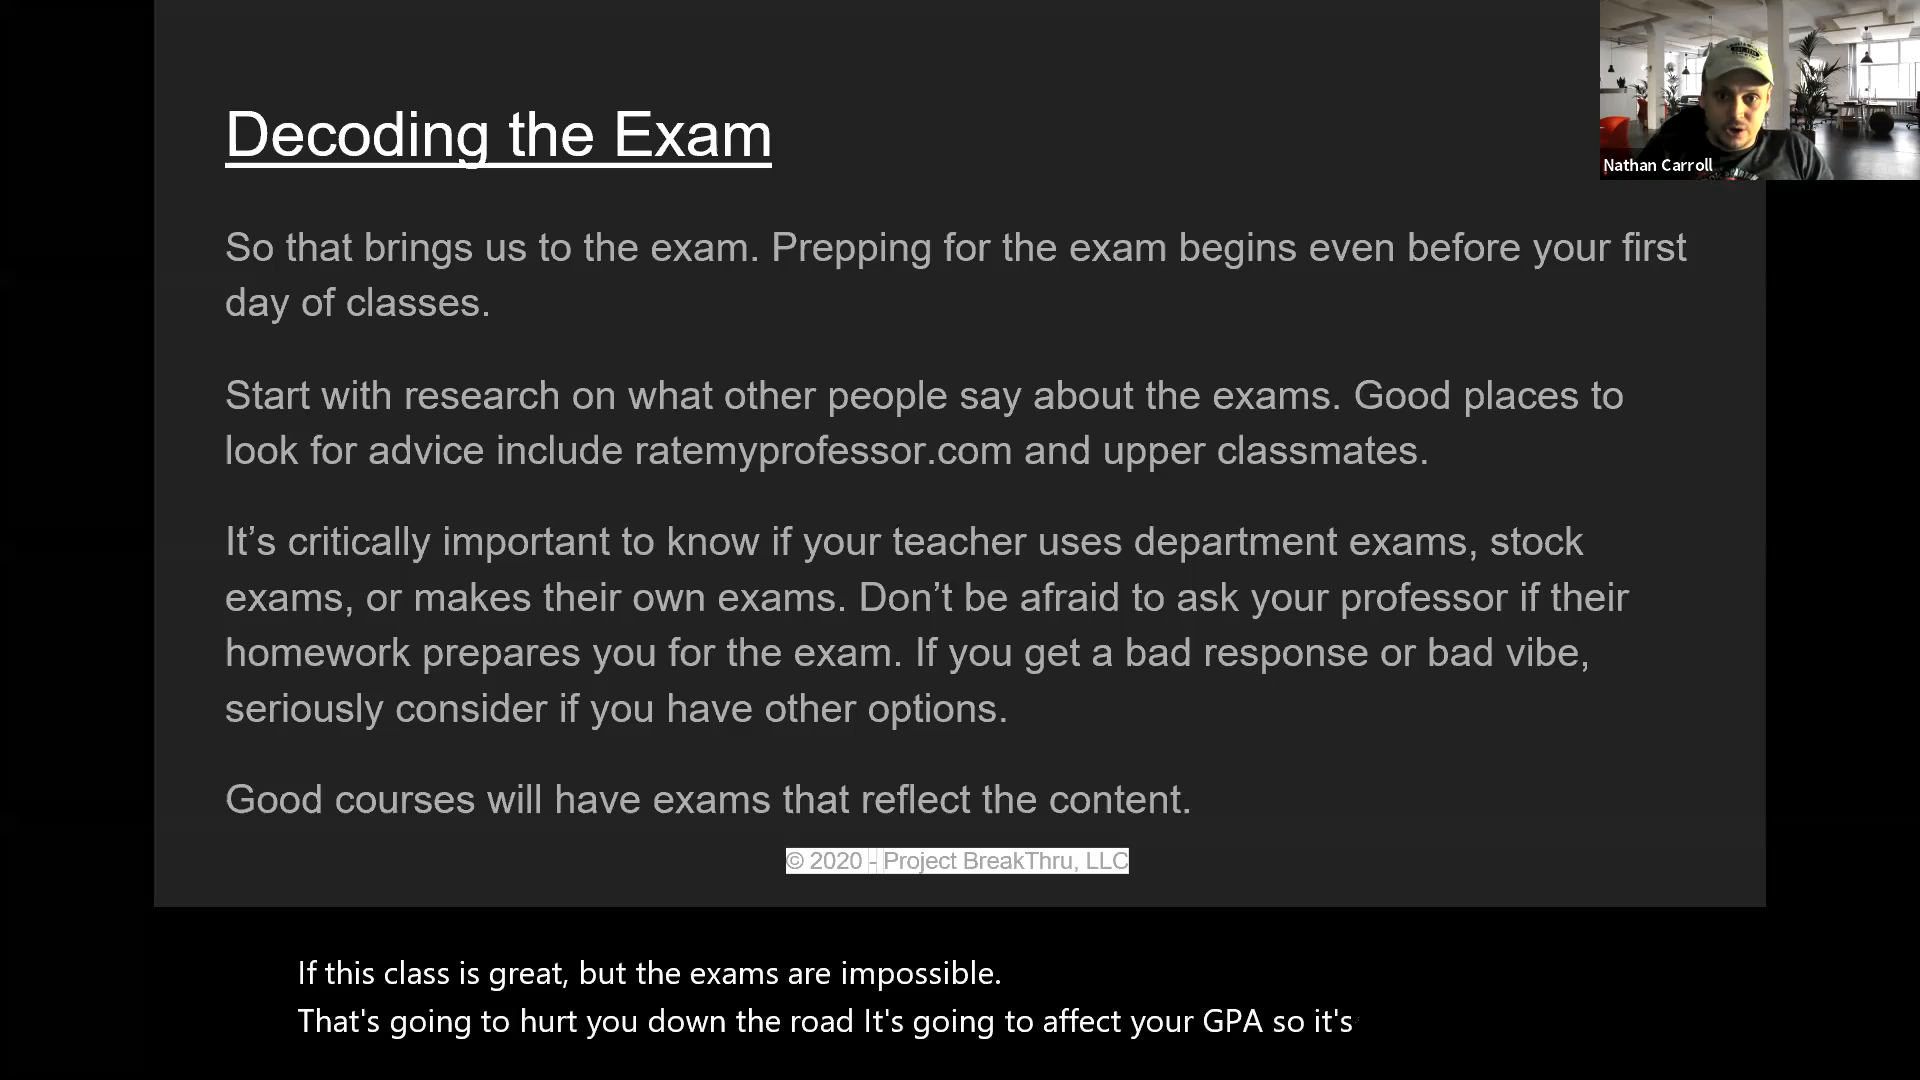 Decoding the Exam
Nathan Carroll
So that brings us to the exam. Prepping for the exam begins even before your first
day of classes.
Start with research on what other people say about the exams. Good places to
look for advice include ratemyprofessor.com and upper classmates.
It’s critically important to know if your teacher uses department exams, stock
exams, or makes their own exams. Don’t be afraid to ask your professor if their
homework prepares you for the exam. If you get a bad response or bad vibe,
seriously consider if you have other options.
Good courses will have exams that reflect the content.
© 2020 - Project BreakThru, LLC
If this class is great, but the exams are impossible.
That's going to hurt you down the road It's going to affect your GPA so it's